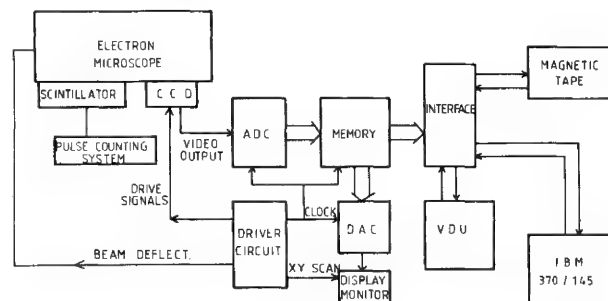 ELECTRON
MICROSCOPE
SCINTILLATOR
C C D
PULSE COUNTING
SYSTEM
VIDEO
OUTPUT
ADC
MEMORY
INTERFACE
MAGNETIC
TAPE
DRIVE
SIGNALS
CLOCK
DRIVER
CIRCUIT
DAC
VDU
BEAM DEFLECT.
XY SCAN
DISPLAY
MONITOR
IBM
370 / 145